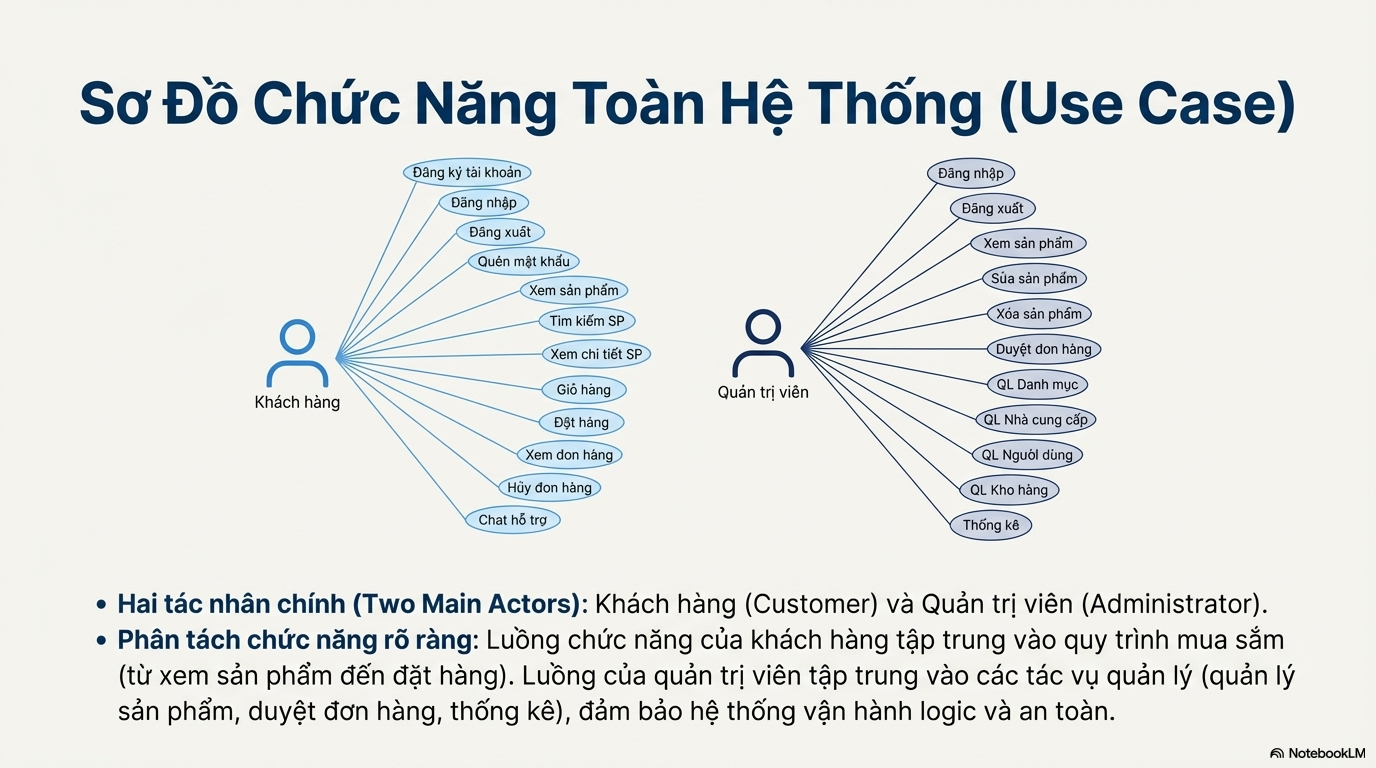 Sơ Đồ Chức Năng Toàn Hệ Thống (Use Case)
Đăng ký tài khoản
Đăng nhập
Đăng xuất
Quén mật khẩu
Xem sản phẩm
Tìm kiếm SP
Xem chi tiết SP
Giỏ hàng
Đặt hàng
Xem đơn hàng
Hủy đơn hàng
Chat hỗ trợ
Khách hàng
Đăng nhập
Đăng xuất
Xem sản phẩm
Sủa sản phẩm
Xóa sản phẩm
Duyệt đơn hàng
QL Danh mục
QL Nhà cung cấp
QL Người dùng
QL Kho hàng
Thống kê
Quản trị viên
• Hai tác nhân chính (Two Main Actors): Khách hàng (Customer) và Quản trị viên (Administrator).
• Phân tách chức năng rõ ràng: Luồng chức năng của khách hàng tập trung vào quy trình mua sắm
(từ xem sản phẩm đến đặt hàng). Luồng của quản trị viên tập trung vào các tác vụ quản lý (quản lý
sản phẩm, duyệt đơn hàng, thống kê), đảm bảo hệ thống vận hành logic và an toàn.
NotebookLM